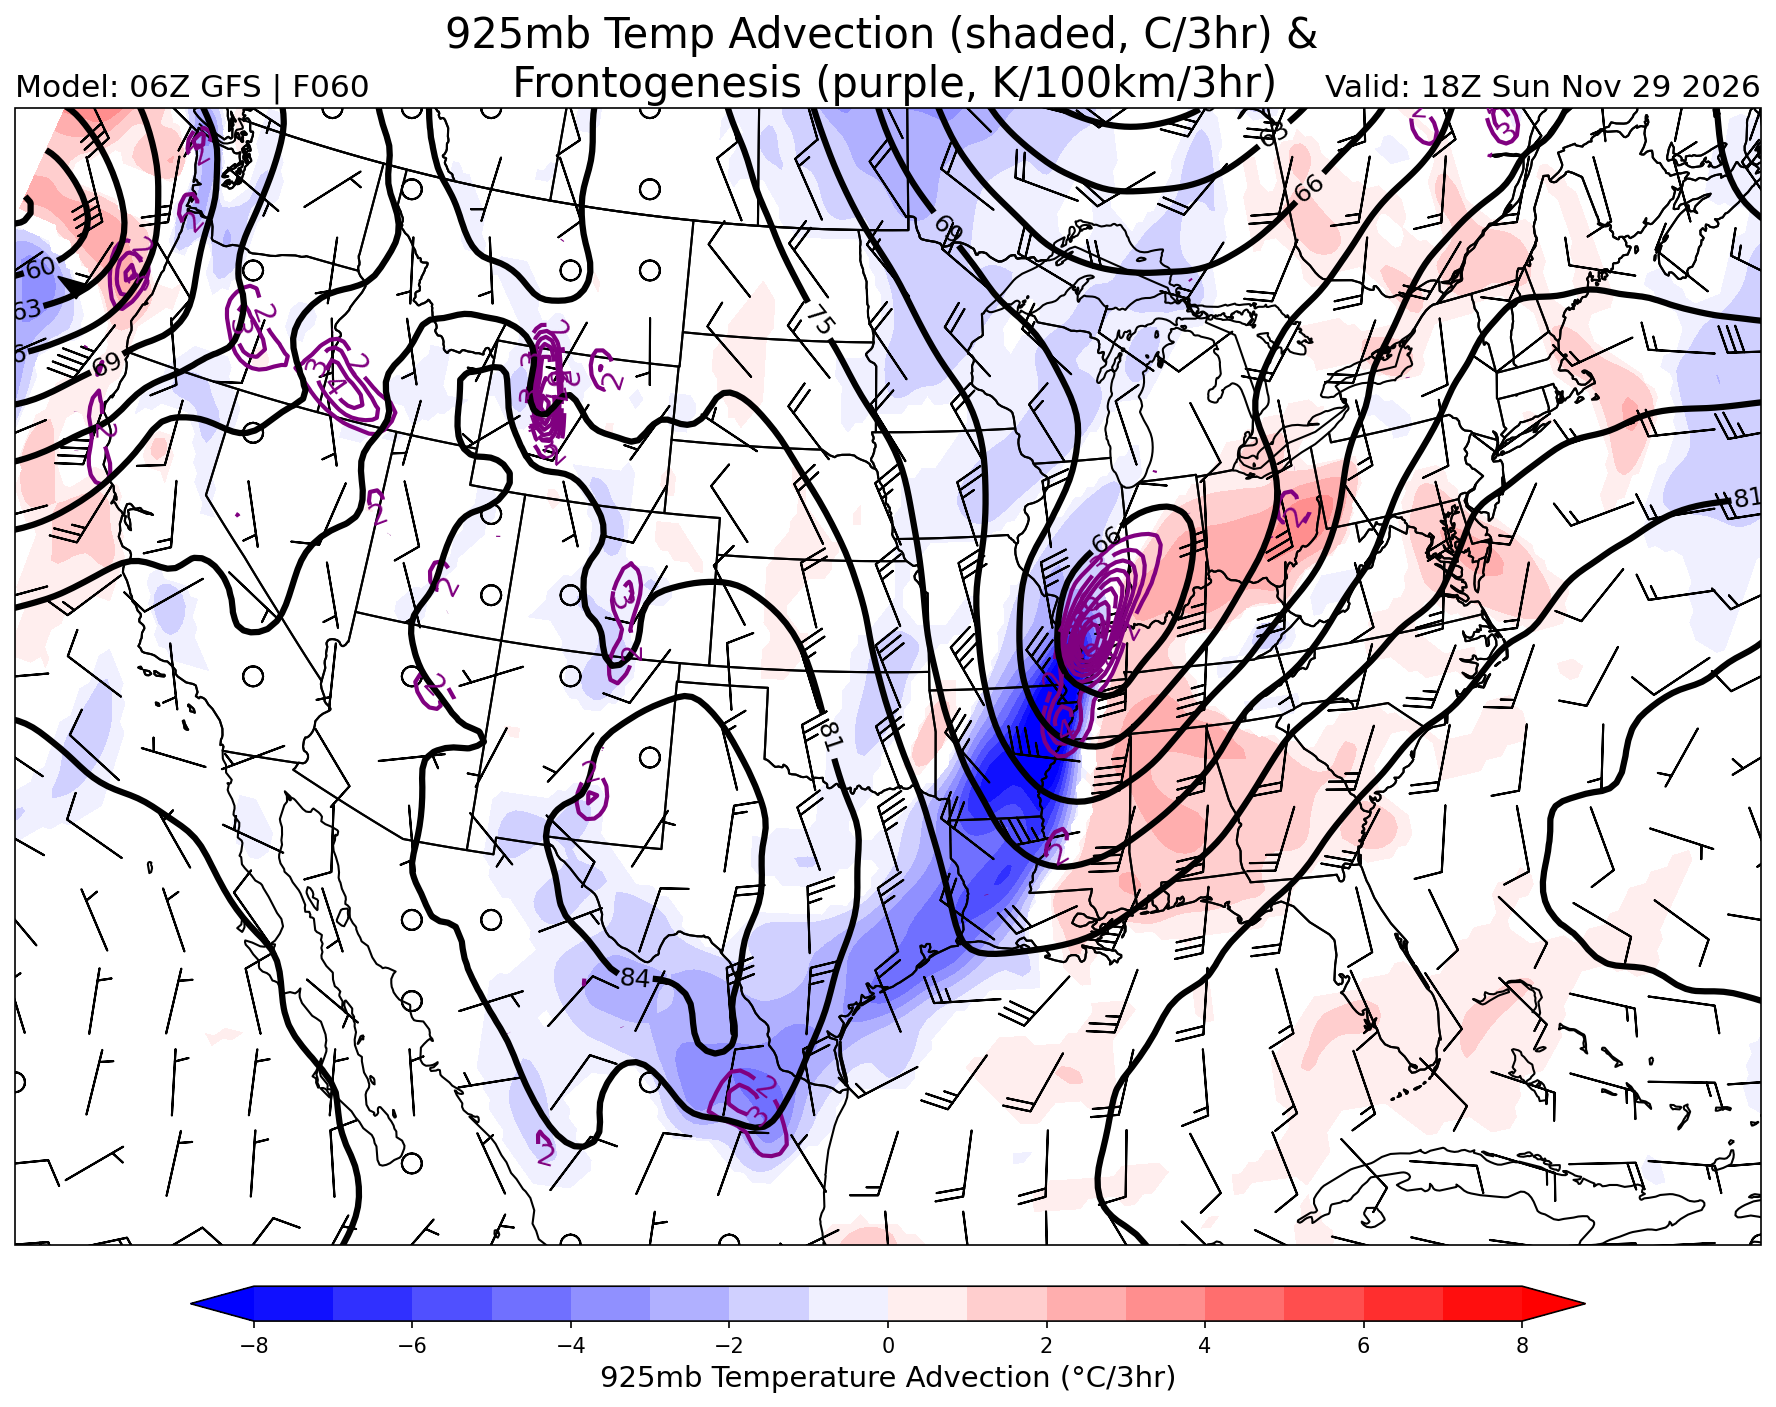 925mb Temp Advection (shaded, C/3hr) &
Model: 06Z GFS | F060 Frontogenesis (purple, K/100km/3hr) Valid: 18Z Sun Nov 29 2026
63
66
69
60
63
75
69
81
66
81
84
−8 −6 −4 −2 0 2 4 6 8
925mb Temperature Advection (°C/3hr)